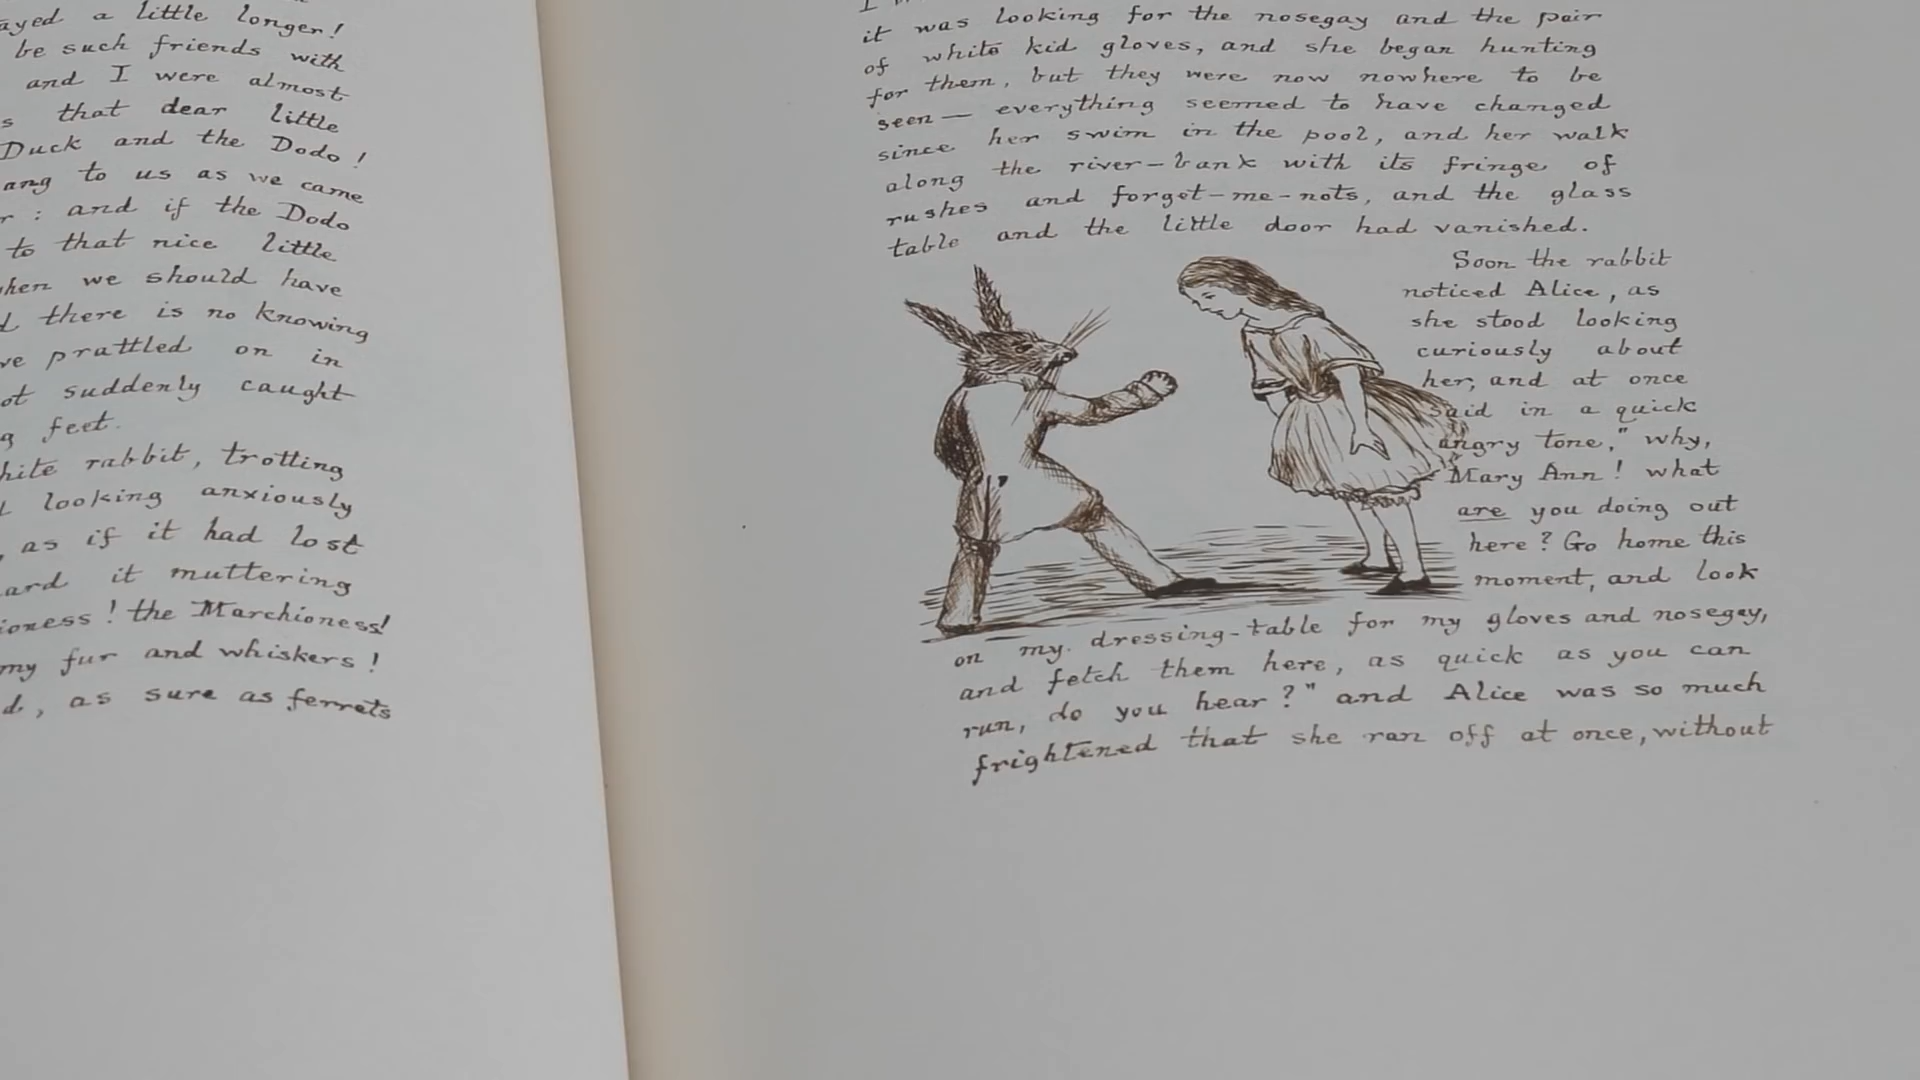 ayed a little longer!
be such friends with
and I were almost
s that dear little
Duck and the Dodo!
ang to us as we came
r: and if the Dodo
to that nice little
hen we should have
d there is no knowing
ve prattled on in
ot suddenly caught
g feet.
hite rabbit, trotting
d looking anxiously
, as if it had lost
ard it muttering
ioness! the Marchioness!
my fur and whiskers!
d, as sure as ferrets
it was looking for the nosegay and the pair
of white kid gloves, and she began hunting
for them, but they were now nowhere to be
seen — everything seemed to have changed
since her swim in the pool, and her walk
along the river-bank with its fringe of
rushes and forget-me-nots, and the glass
table and the little door had vanished.
Soon the rabbit
noticed Alice, as
she stood looking
curiously about
her, and at once
said in a quick
angry tone, "why,
Mary Ann! what
are you doing out
here? Go home this
moment, and look
on my dressing-table for my gloves and nosegay,
and fetch them here, as quick as you can
run, do you hear?" and Alice was so much
frightened that she ran off at once, without